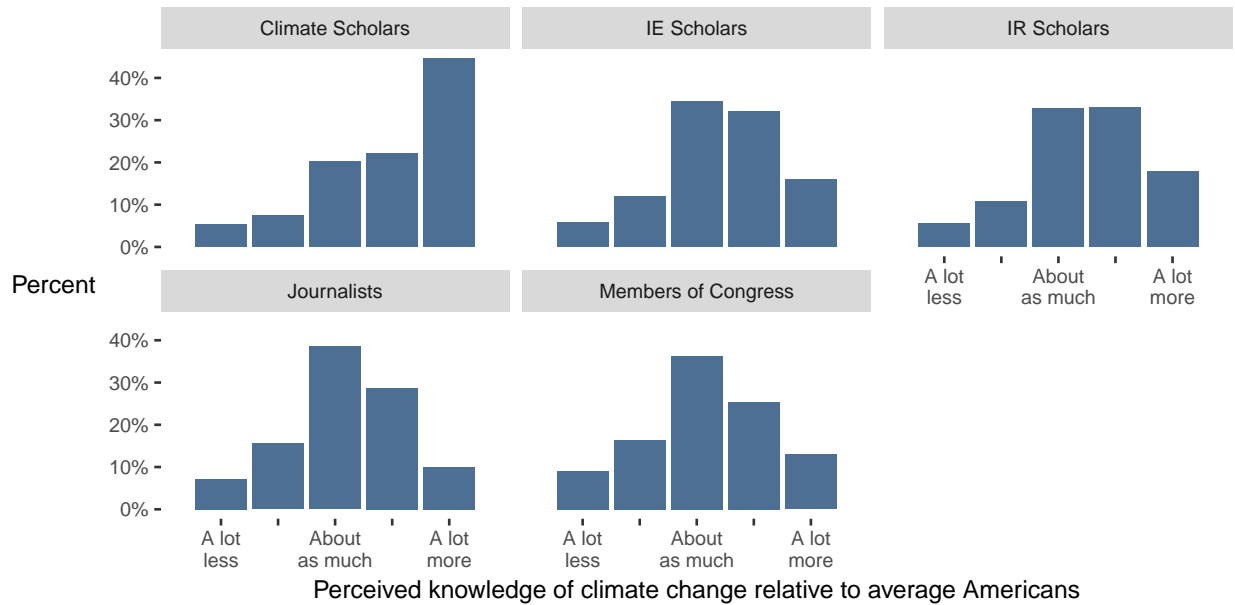 Climate Scholars
IE Scholars
IR Scholars
40%
30%
20%
10%
0%
A lot
less
About
as much
A lot
more
Percent
Journalists
Members of Congress
40%
30%
20%
10%
0%
A lot
less
About
as much
A lot
more
A lot
less
About
as much
A lot
more
Perceived knowledge of climate change relative to average Americans